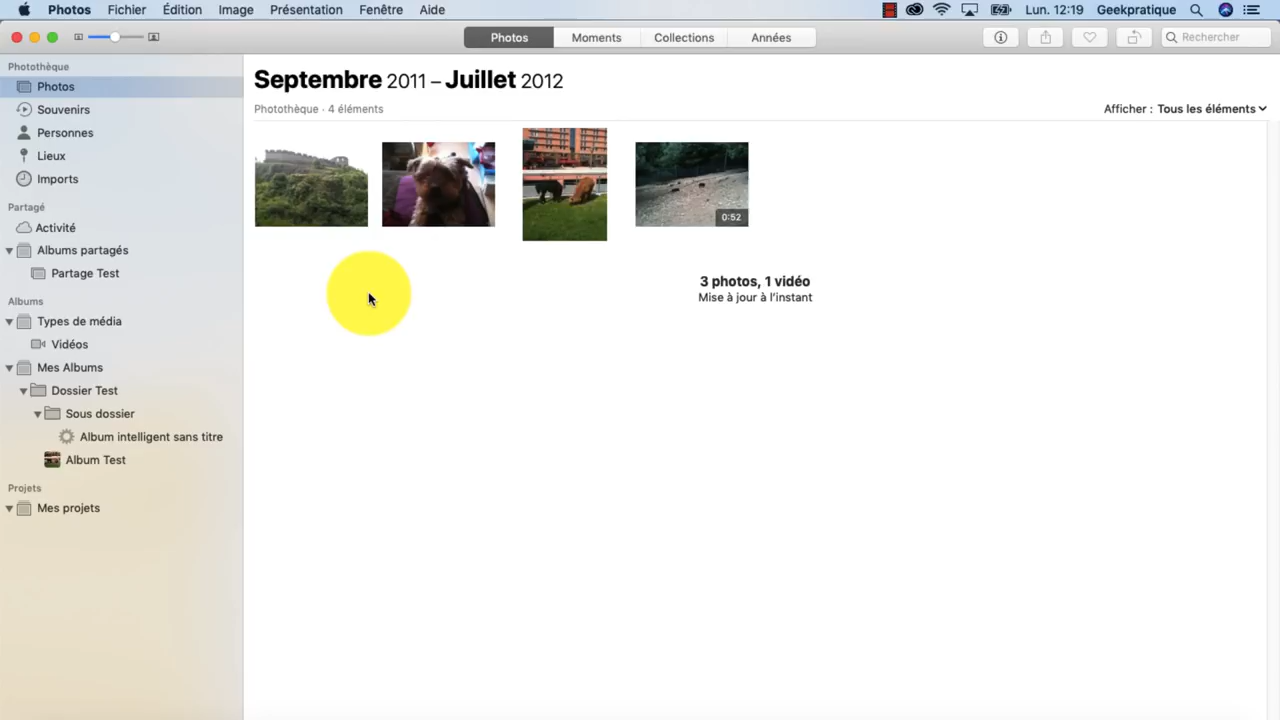 Photos Fichier Édition Image Présentation Fenêtre Aide Lun. 12:19 Geekpratique
Photos Moments Collections Années Rechercher
Photothèque
Photos
Souvenirs
Personnes
Lieux
Imports
Partagé
Activité
Albums partagés
Partage Test
Albums
Types de média
Vidéos
Mes Albums
Dossier Test
Sous dossier
Album intelligent sans titre
Album Test
Projets
Mes projets
Septembre 2011 – Juillet 2012
Photothèque · 4 éléments Afficher : Tous les éléments
0:52
3 photos, 1 vidéo
Mise à jour à l’instant